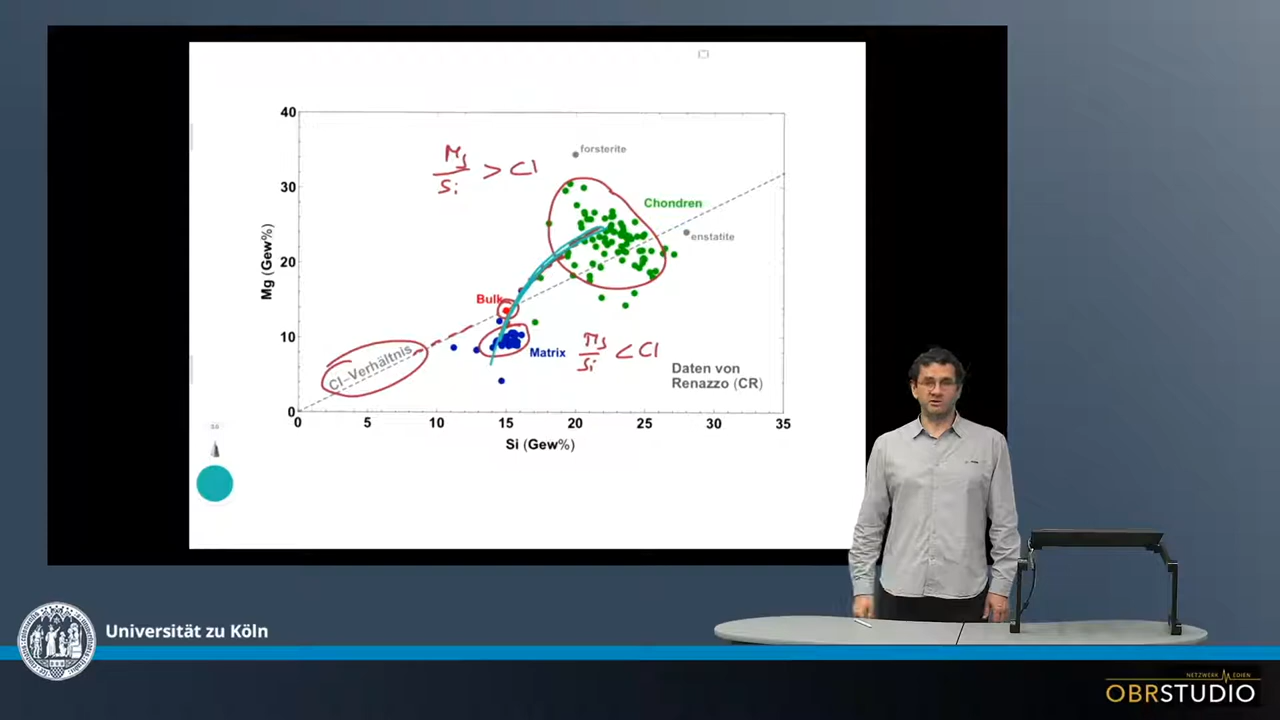 40
forsterite
Mg
Si
> CI
30
Chondren
enstatite
Mg (Gew%)
20
Bulk
10
Mg
Si
< CI
Matrix
CI-Verhältnis
Daten von
Renazzo (CR)
0
0 5 10 15 20 25 30 35
Si (Gew%)
Universität zu Köln
OBRSTUDIO